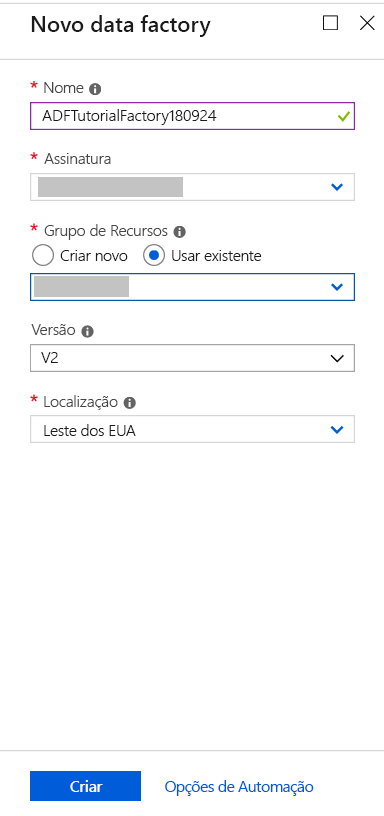 Novo data factory
* Nome
ADFTutorialFactory180924
* Assinatura
* Grupo de Recursos
Criar novo Usar existente
Versão
V2
* Localização
Leste dos EUA
Criar Opções de Automação